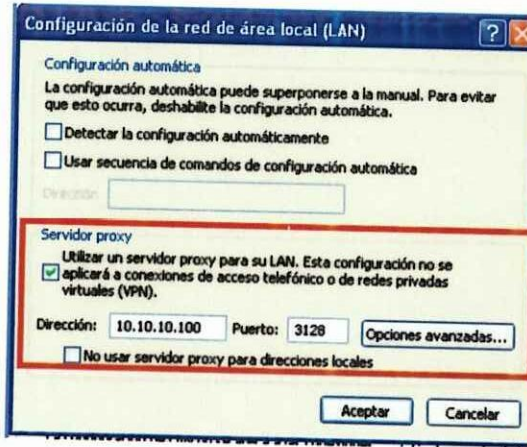 Configuración de la red de área local (LAN)
Configuración automática
La configuración automática puede superponerse a la manual. Para evitar
que esto ocurra, deshabilite la configuración automática.
Detectar la configuración automáticamente
Usar secuencia de comandos de configuración automática
Dirección
Servidor proxy
Utilizar un servidor proxy para su LAN. Esta configuración no se
aplicará a conexiones de acceso telefónico o de redes privadas
virtuales (VPN).
Dirección: 10.10.10.100 Puerto: 3128 Opciones avanzadas...
No usar servidor proxy para direcciones locales
Aceptar Cancelar